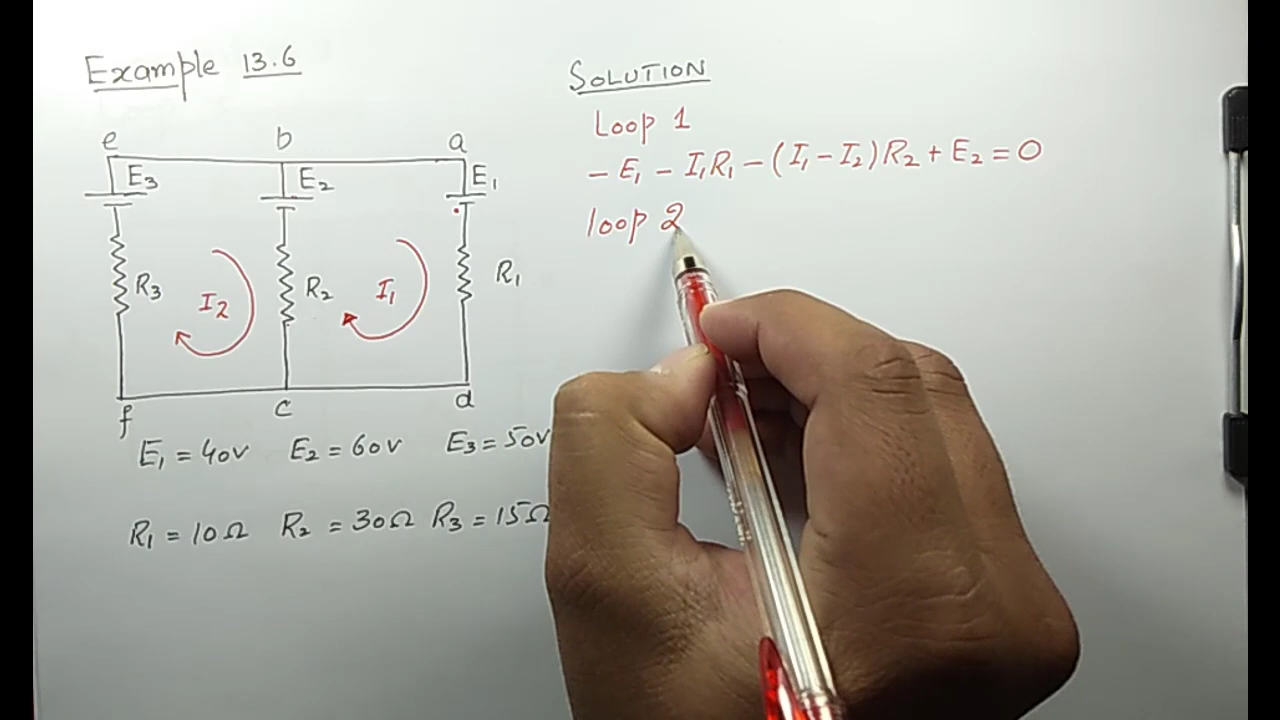 Example 13.6
e b a
E₃ E₂ E₁
R₃ I₂ R₂ I₁ R₁
f c d
E₁ = 40v E₂ = 60v E₃ = 50v
R₁ = 10Ω R₂ = 30Ω R₃ = 15Ω
SOLUTION
Loop 1
- E₁ - I₁R₁ - (I₁ - I₂)R₂ + E₂ = 0
loop 2